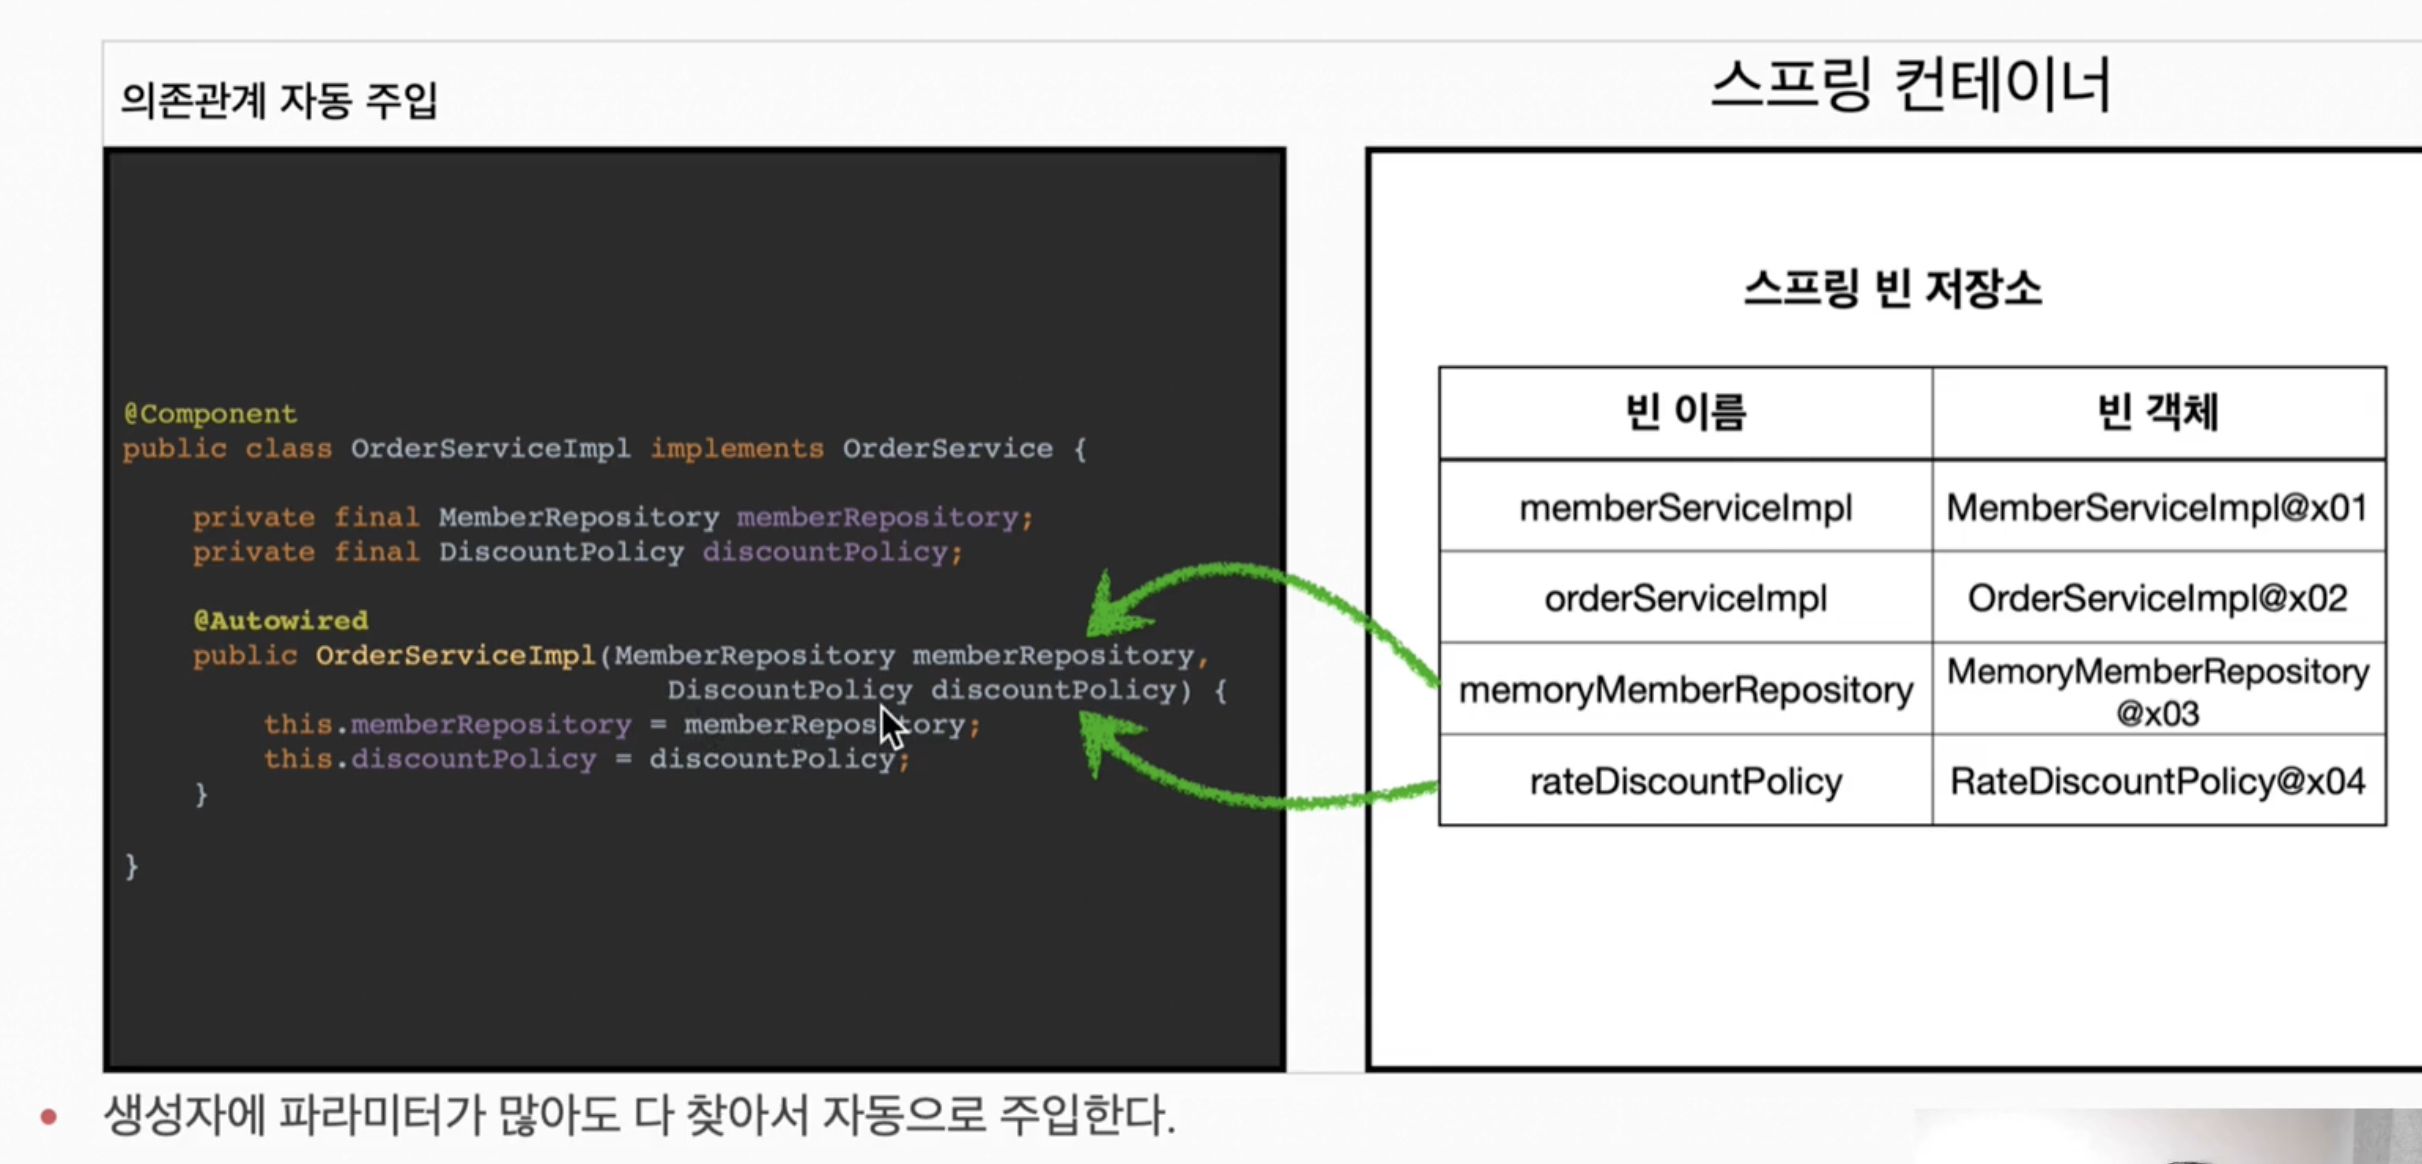 의존관계 자동 주입
스프링 컨테이너
@Component
public class OrderServiceImpl implements OrderService {
private final MemberRepository memberRepository;
private final DiscountPolicy discountPolicy;
@Autowired
public OrderServiceImpl(MemberRepository memberRepository,
DiscountPolicy discountPolicy) {
this.memberRepository = memberRepository;
this.discountPolicy = discountPolicy;
}
}
스프링 빈 저장소
빈 이름 빈 객체
memberServiceImpl MemberServiceImpl@x01
orderServiceImpl OrderServiceImpl@x02
memoryMemberRepository MemoryMemberRepository
@x03
rateDiscountPolicy RateDiscountPolicy@x04
생성자에 파라미터가 많아도 다 찾아서 자동으로 주입한다.